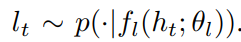 l_t ∼ p(·|f_l(h_t; θ_l)).